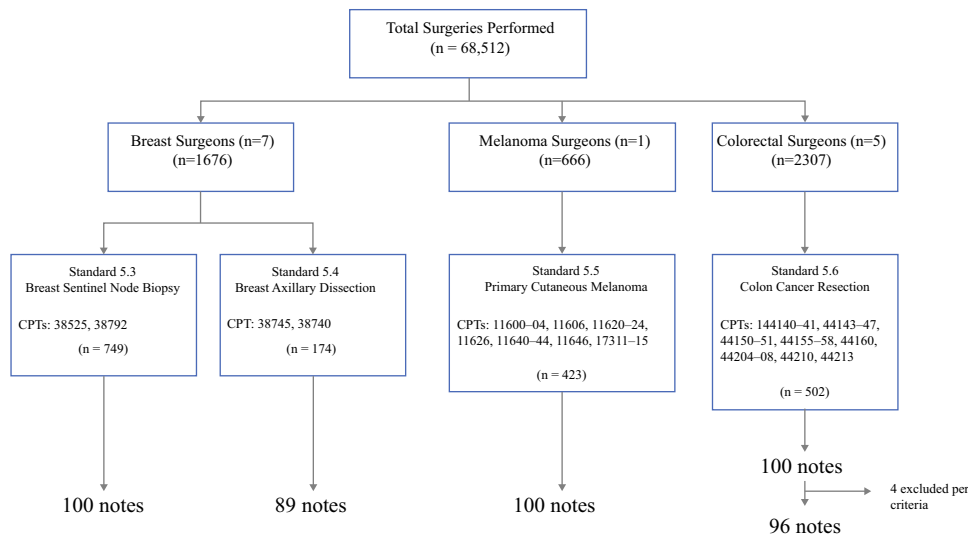 Total Surgeries Performed
(n = 68,512)
Breast Surgeons (n=7)
(n=1676)
Melanoma Surgeons (n=1)
(n=666)
Colorectal Surgeons (n=5)
(n=2307)
Standard 5.3
Breast Sentinel Node Biopsy
CPTs: 38525, 38792
(n = 749)
Standard 5.4
Breast Axillary Dissection
CPT: 38745, 38740
(n = 174)
Standard 5.5
Primary Cutaneous Melanoma
CPTs: 11600–04, 11606, 11620–24,
11626, 11640–44, 11646, 17311–15
(n = 423)
Standard 5.6
Colon Cancer Resection
CPTs: 144140–41, 44143–47,
44150–51, 44155–58, 44160,
44204–08, 44210, 44213
(n = 502)
100 notes
89 notes
100 notes
100 notes
4 excluded per
criteria
96 notes